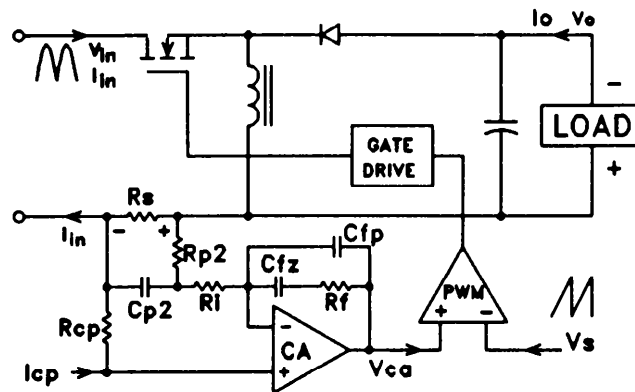 Io
Vo
Vin
Iin
−
LOAD
+
GATE
DRIVE
Rs
−
+
Iin
Rp2
Cfp
Cfz
Cp2
Ri
Rf
Rcp
−
CA
+
Icp
Vca
PWM
+
−
Vs